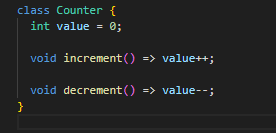 class Counter {
  int value = 0;

  void increment() => value++;

  void decrement() => value--;
}